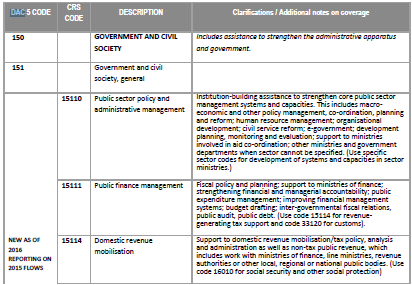 DAC 5 CODE CRS CODE DESCRIPTION Clarifications / Additional notes on coverage
150 GOVERNMENT AND CIVIL SOCIETY Includes assistance to strengthen the administrative apparatus and government.
151 Government and civil society, general
15110 Public sector policy and administrative management
Institution-building assistance to strengthen core public sector
management systems and capacities. This includes macro-
economic and other policy management, co-ordination, planning
and reform; human resource management; organisational
development; civil service reform; e-government; development
planning, monitoring and evaluation; support to ministries
involved in aid co-ordination; other ministries and government
departments when sector cannot be specified. (Use specific
sector codes for development of systems and capacities in sector
ministries.)
15111 Public finance management
Fiscal policy and planning; support to ministries of finance;
strengthening financial and managerial accountability; public
expenditure management; improving financial management
systems; budget drafting; inter-governmental fiscal relations,
public audit, public debt. (Use code 15114 for revenue-
generating tax support and code 33120 for customs).
NEW AS OF
2016
REPORTING ON
2015 FLOWS
15114 Domestic revenue mobilisation
Support to domestic revenue mobilisation/tax policy, analysis
and administration as well as non-tax public revenue, which
includes work with ministries of finance, line ministries, revenue
authorities or other local, regional or national public bodies. (Use
code 16010 for social security and other social protection)